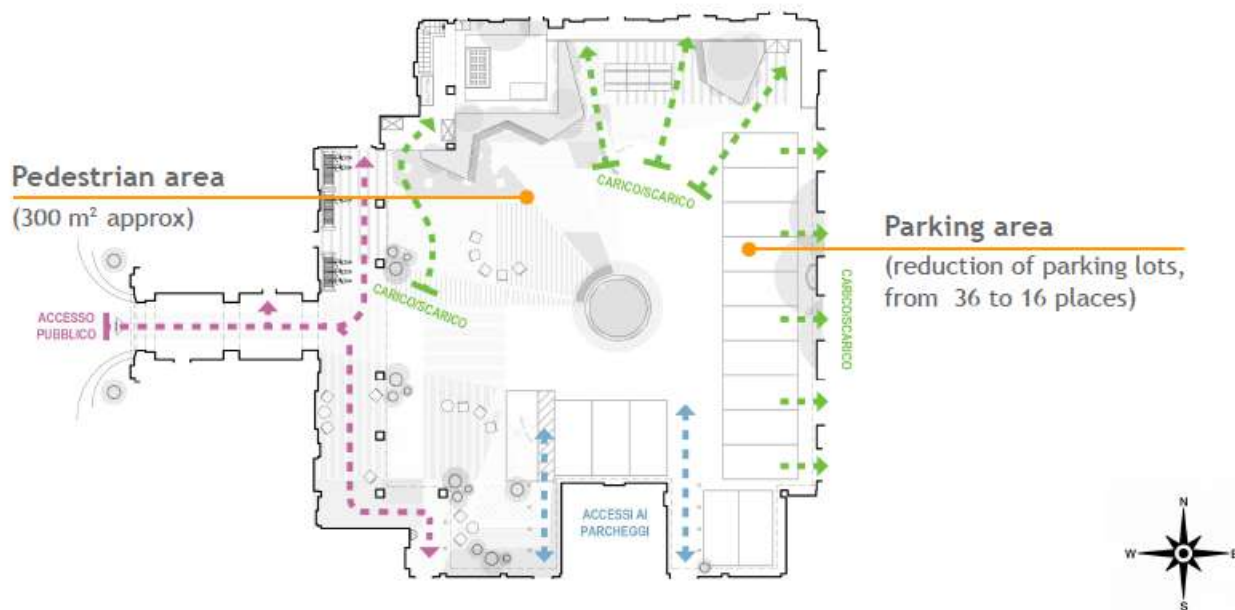 Pedestrian area
(300 m² approx)
CARICO/SCARICO
CARICO/SCARICO
Parking area
(reduction of parking lots,
from 36 to 16 places)
CARICO/SCARICO
ACCESSO
PUBBLICO
ACCESSI AI
PARCHEGGI
N
W
E
S